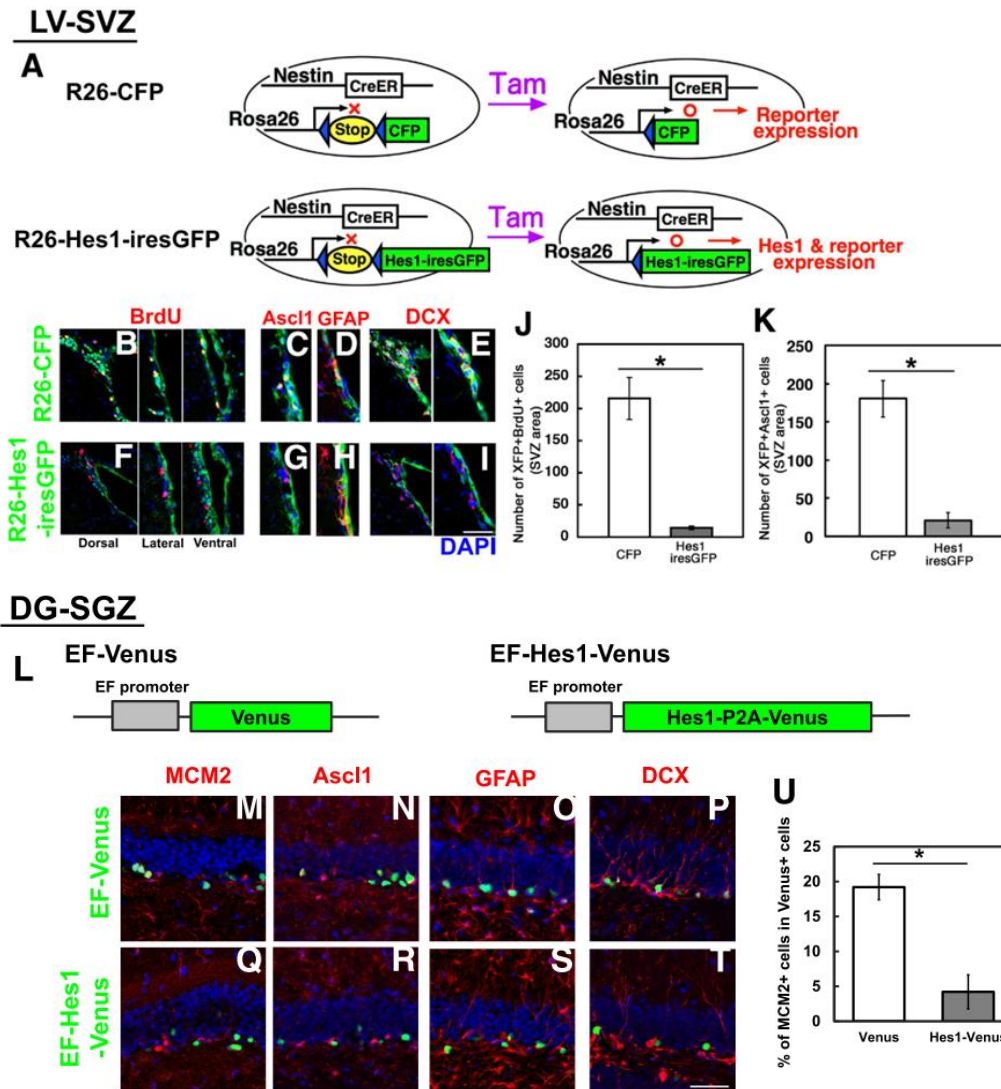 LV-SVZ
A
R26-CFP
Nestin
CreER
Rosa26
Stop
CFP
Tam
Nestin
CreER
Rosa26
CFP
Reporter
expression
R26-Hes1-iresGFP
Nestin
CreER
Rosa26
Stop
Hes1-iresGFP
Tam
Nestin
CreER
Rosa26
Hes1-iresGFP
Hes1 & reporter
expression
BrdU
Ascl1 GFAP
DCX
R26-CFP
B
C
D
E
R26-Hes1
-iresGFP
F
G
H
I
Dorsal
Lateral
Ventral
DAPI
J
Number of XFP+BrdU+ cells
(SVZ area)
300
250
200
150
100
50
0
*
CFP
Hes1
iresGFP
K
Number of XFP+Ascl1+ cells
(SVZ area)
250
200
150
100
50
0
*
CFP
Hes1
iresGFP
DG-SGZ
L
EF-Venus
EF promoter
Venus
EF-Hes1-Venus
EF promoter
Hes1-P2A-Venus
MCM2
Ascl1
GFAP
DCX
EF-Venus
M
N
O
P
EF-Hes1
-Venus
Q
R
S
T
U
% of MCM2+ cells in Venus+ cells
25
20
15
10
5
0
*
Venus
Hes1-Venus